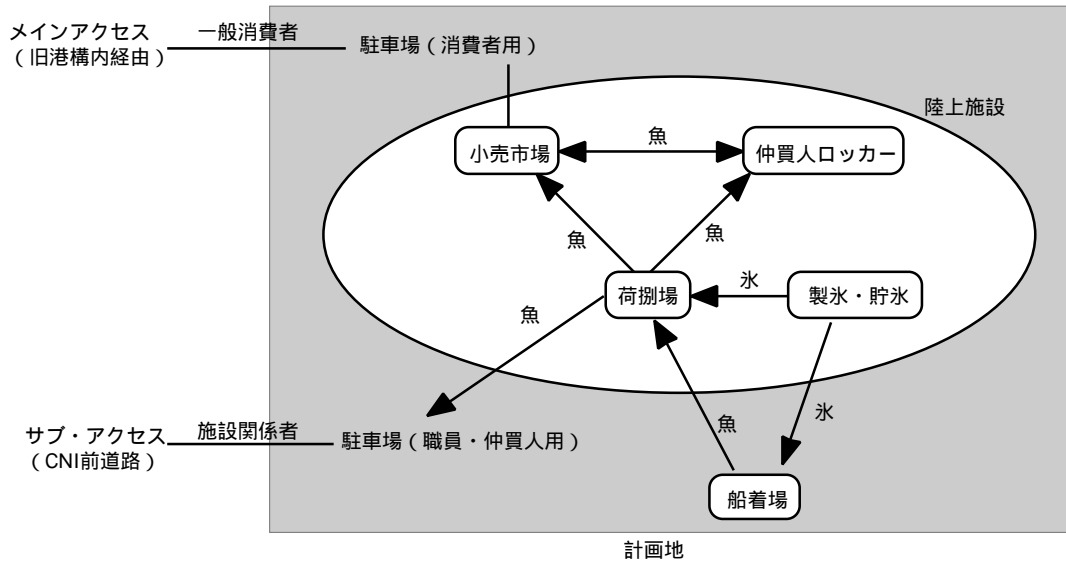 メインアクセス
(旧港構内経由)
一般消費者
駐車場(消費者用)
陸上施設
小売市場
魚
仲買人ロッカー
魚
魚
荷捌場
氷
製氷・貯氷
魚
魚
氷
サブ・アクセス
(CNI前道路)
施設関係者
駐車場(職員・仲買人用)
船着場
計画地